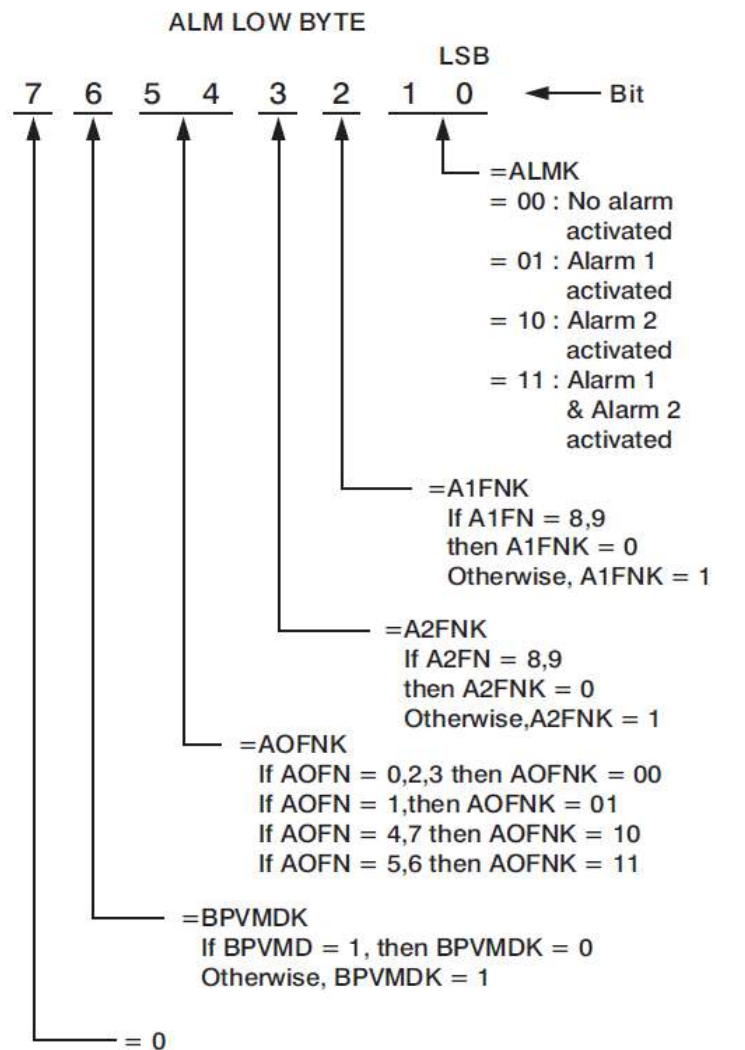 ALM LOW BYTE
LSB
7 6 5 4 3 2 1 0 Bit
=ALMK
= 00 : No alarm
activated
= 01 : Alarm 1
activated
= 10 : Alarm 2
activated
= 11 : Alarm 1
& Alarm 2
activated
=A1FNK
If A1FN = 8,9
then A1FNK = 0
Otherwise, A1FNK = 1
=A2FNK
If A2FN = 8,9
then A2FNK = 0
Otherwise,A2FNK = 1
=AOFNK
If AOFN = 0,2,3 then AOFNK = 00
If AOFN = 1,then AOFNK = 01
If AOFN = 4,7 then AOFNK = 10
If AOFN = 5,6 then AOFNK = 11
=BPVMDK
If BPVMD = 1, then BPVMDK = 0
Otherwise, BPVMDK = 1
= 0